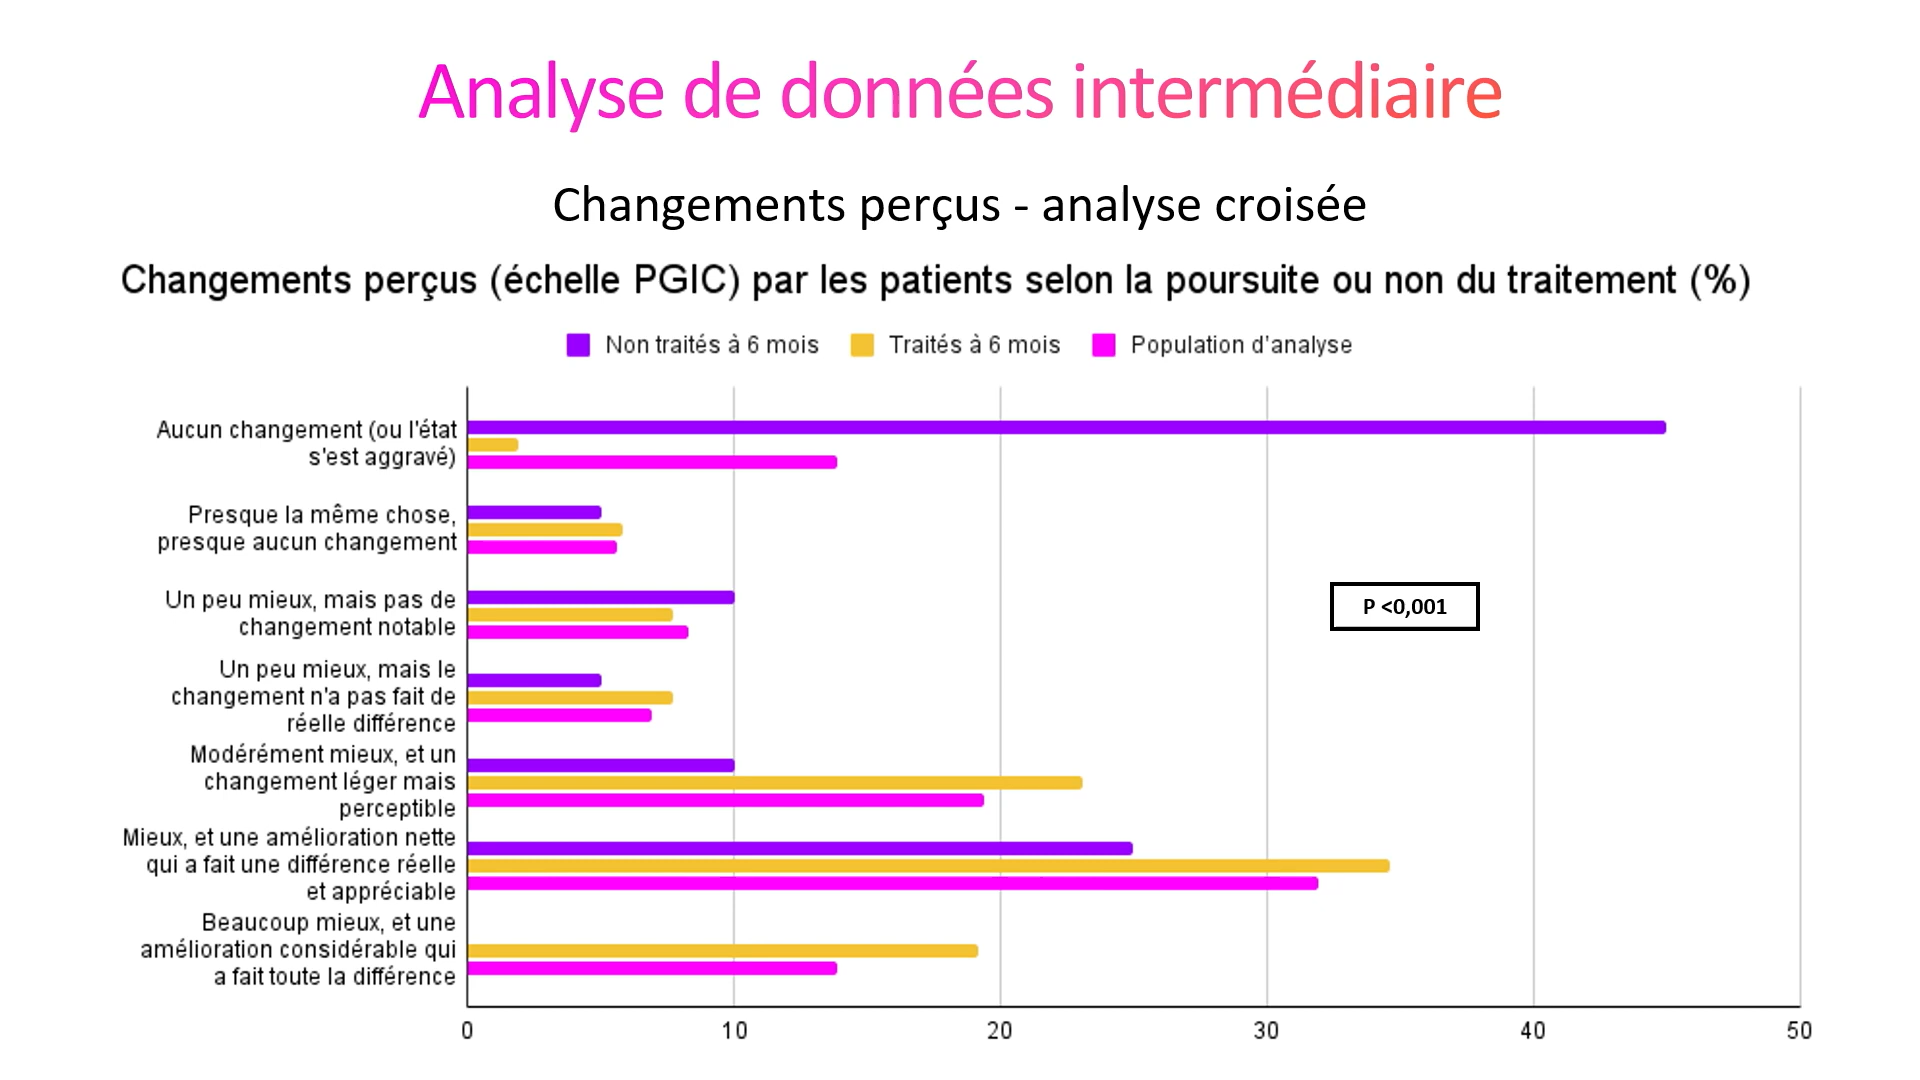 Analyse de données intermédiaire
Changements perçus - analyse croisée
Changements perçus (échelle PGIC) par les patients selon la poursuite ou non du traitement (%)
Non traités à 6 mois
Traités à 6 mois
Population d'analyse
Aucun changement (ou l'état
s'est aggravé)
Presque la même chose,
presque aucun changement
Un peu mieux, mais pas de
changement notable
Un peu mieux, mais le
changement n'a pas fait de
réelle différence
Modérément mieux, et un
changement léger mais
perceptible
Mieux, et une amélioration nette
qui a fait une différence réelle
et appréciable
Beaucoup mieux, et une
amélioration considérable qui
a fait toute la différence
P <0,001
0
10
20
30
40
50